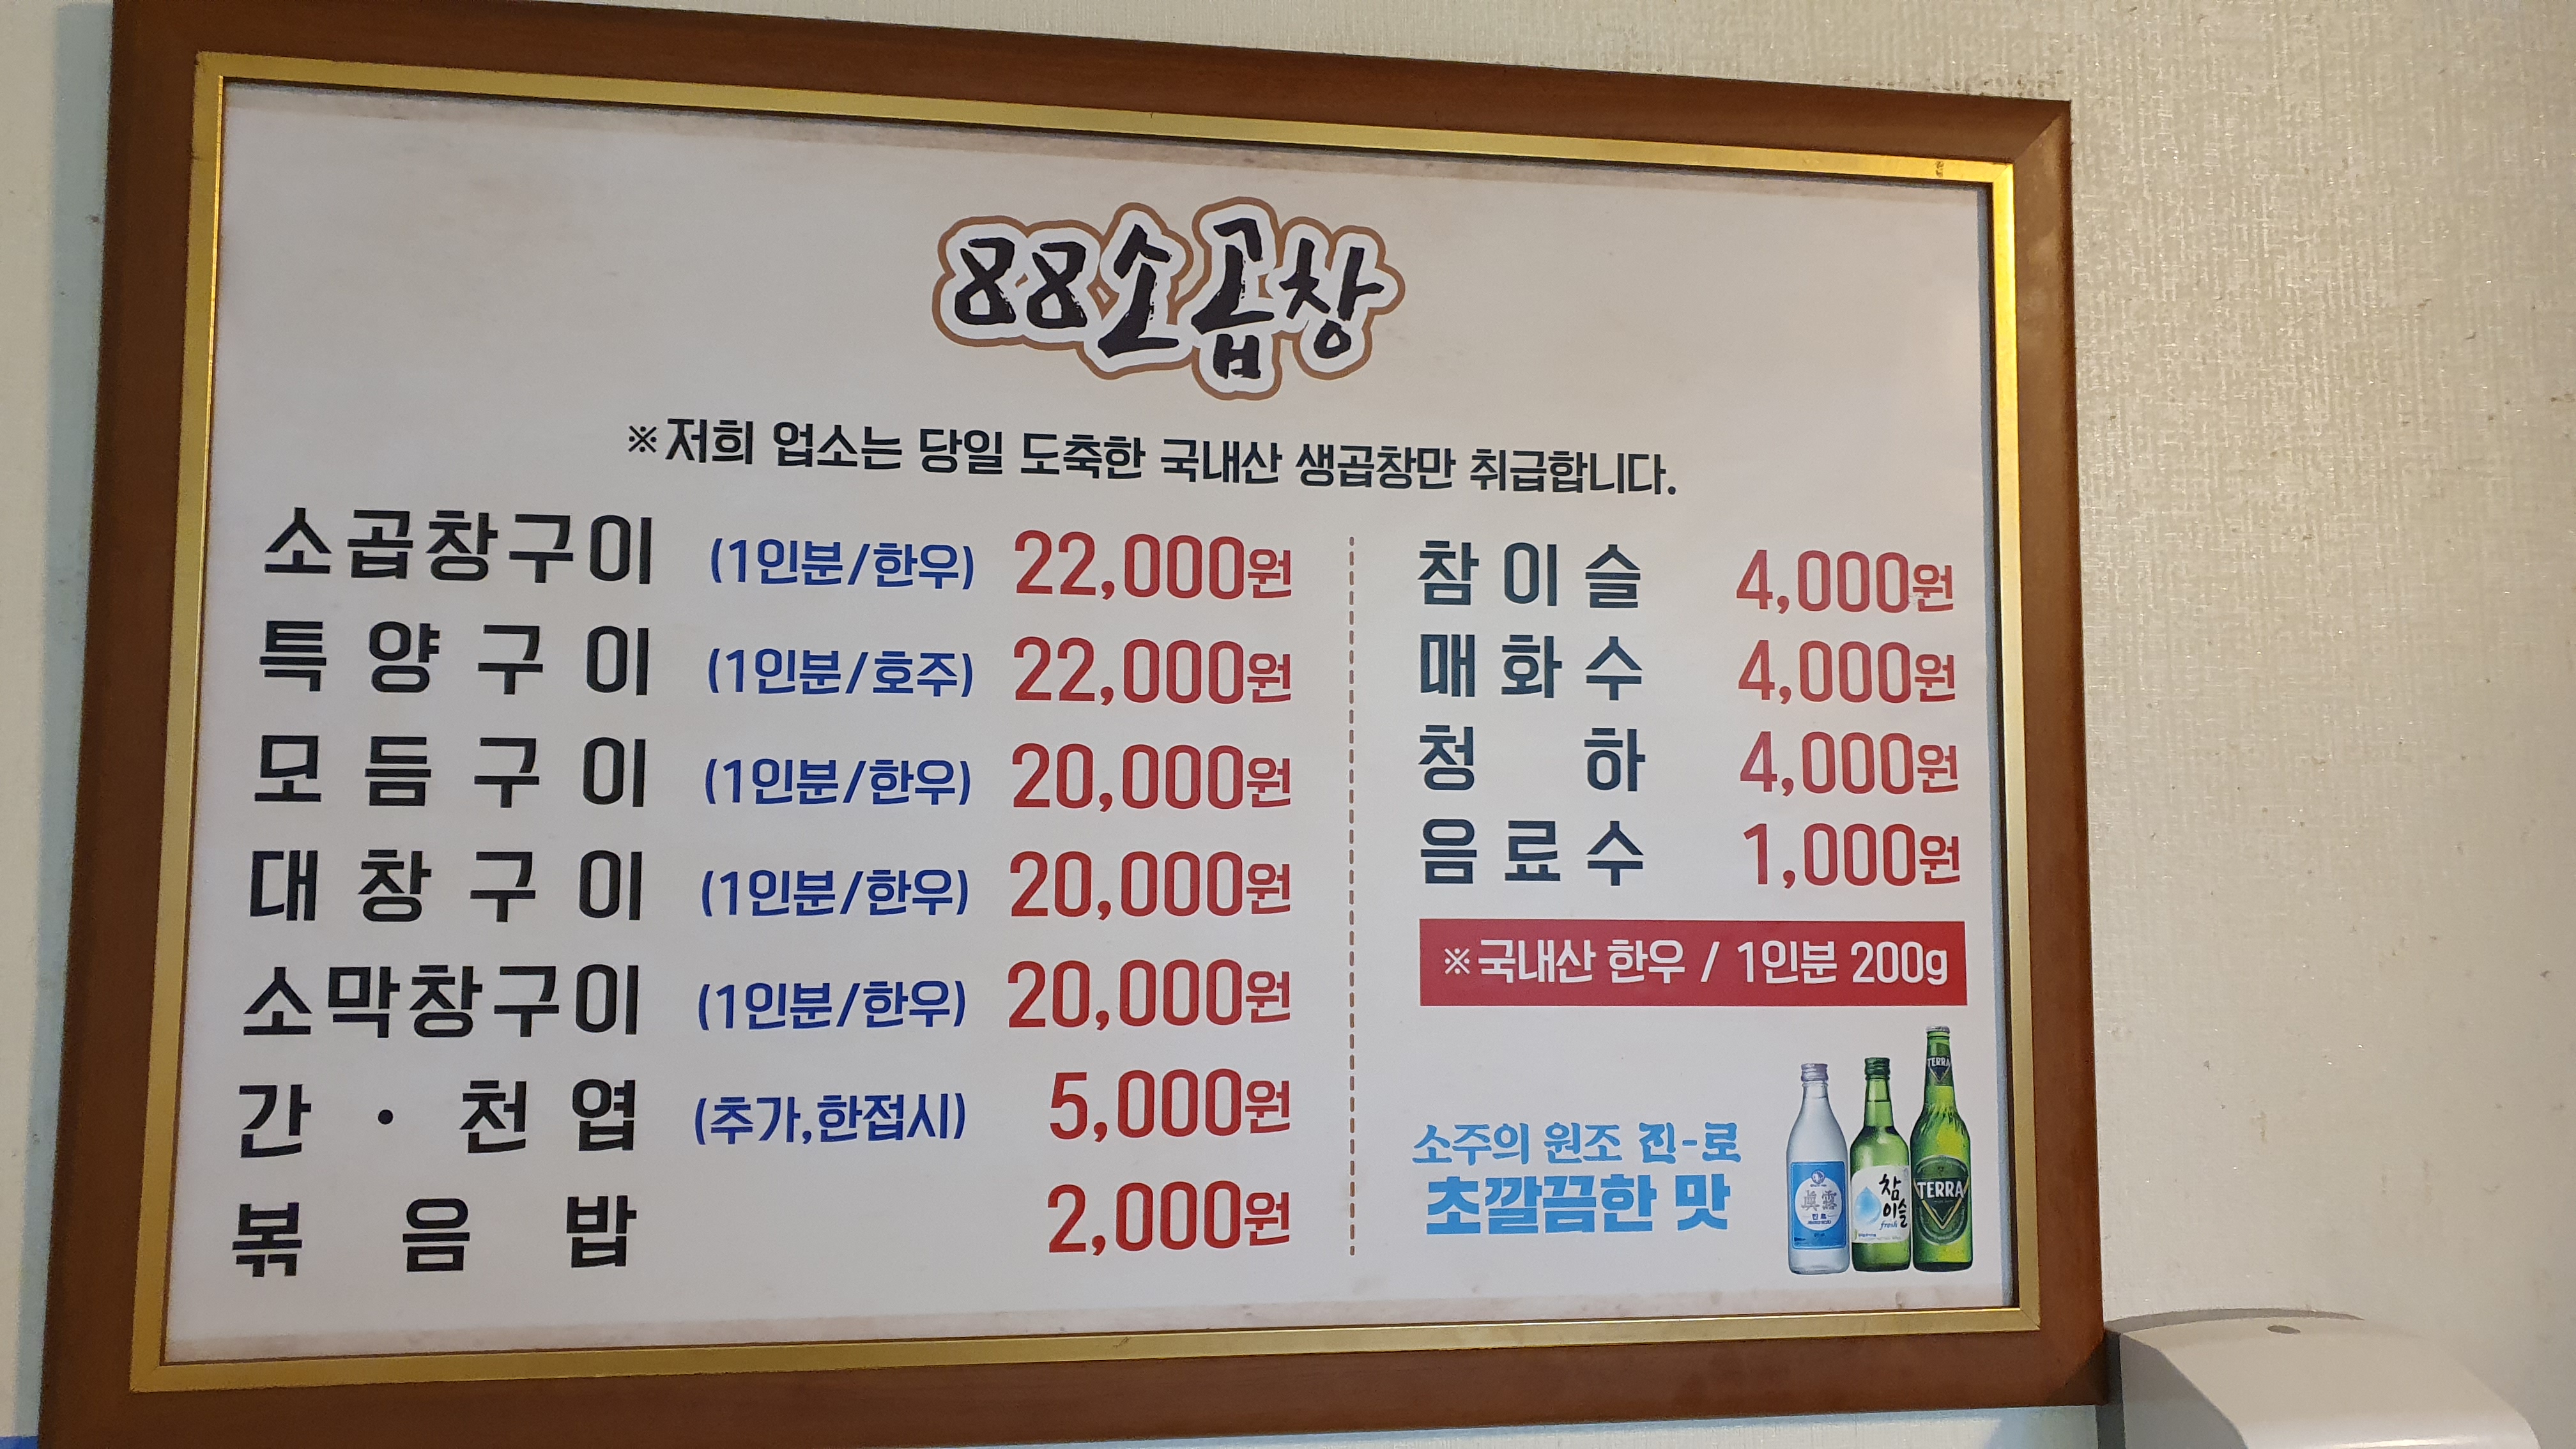 88소곱창
※저희 업소는 당일 도축한 국내산 생곱창만 취급합니다.
소곱창구이 (1인분/한우) 22,000원
특양구이 (1인분/호주) 22,000원
모듬구이 (1인분/한우) 20,000원
대창구이 (1인분/한우) 20,000원
소막창구이 (1인분/한우) 20,000원
간·천엽 (추가,한접시) 5,000원
볶음밥 2,000원
참이슬 4,000원
매화수 4,000원
청하 4,000원
음료수 1,000원
※국내산 한우 / 1인분 200g
소주의 원조 진-로
초깔끔한 맛
眞露
진로
참
이슬
fresh
TERRA
TERRA